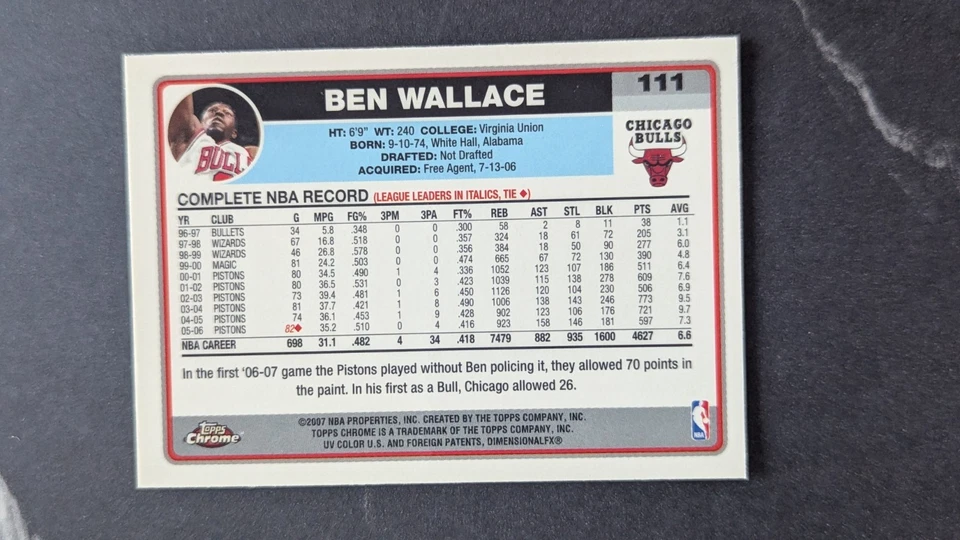 BEN WALLACE
111
HT: 6'9" WT: 240 COLLEGE: Virginia Union
BORN: 9-10-74, White Hall, Alabama
DRAFTED: Not Drafted
ACQUIRED: Free Agent, 7-13-06
CHICAGO
BULLS
BULL
COMPLETE NBA RECORD (LEAGUE LEADERS IN ITALICS, TIE ◆)
YR CLUB G MPG FG% 3PM 3PA FT% REB AST STL BLK PTS AVG
96-97 BULLETS 34 5.8 .348 0 0 .300 58 2 8 11 38 1.1
97-98 WIZARDS 67 16.8 .518 0 0 .357 324 18 61 72 205 3.1
98-99 WIZARDS 46 26.8 .578 0 0 .356 384 18 50 90 277 6.0
99-00 MAGIC 81 24.2 .503 0 0 .474 665 67 72 130 390 4.8
00-01 PISTONS 80 34.5 .490 1 4 .336 1052 123 107 186 511 6.4
01-02 PISTONS 80 36.5 .531 0 3 .423 1039 115 138 278 609 7.6
02-03 PISTONS 73 39.4 .481 1 6 .450 1126 120 104 230 506 6.9
03-04 PISTONS 81 37.7 .421 1 8 .490 1006 138 143 246 773 9.5
04-05 PISTONS 74 36.1 .453 1 9 .428 902 123 106 176 721 9.7
05-06 PISTONS 82◆ 35.2 .510 0 4 .416 923 158 146 181 597 7.3
NBA CAREER 698 31.1 .482 4 34 .418 7479 882 935 1600 4627 6.6
In the first '06-07 game the Pistons played without Ben policing it, they allowed 70 points in
the paint. In his first as a Bull, Chicago allowed 26.
Topps
Chrome
©2007 NBA PROPERTIES, INC. CREATED BY THE TOPPS COMPANY, INC.
TOPPS CHROME IS A TRADEMARK OF THE TOPPS COMPANY, INC.
UV COLOR U.S. AND FOREIGN PATENTS, DIMENSIONALFX®
NBA